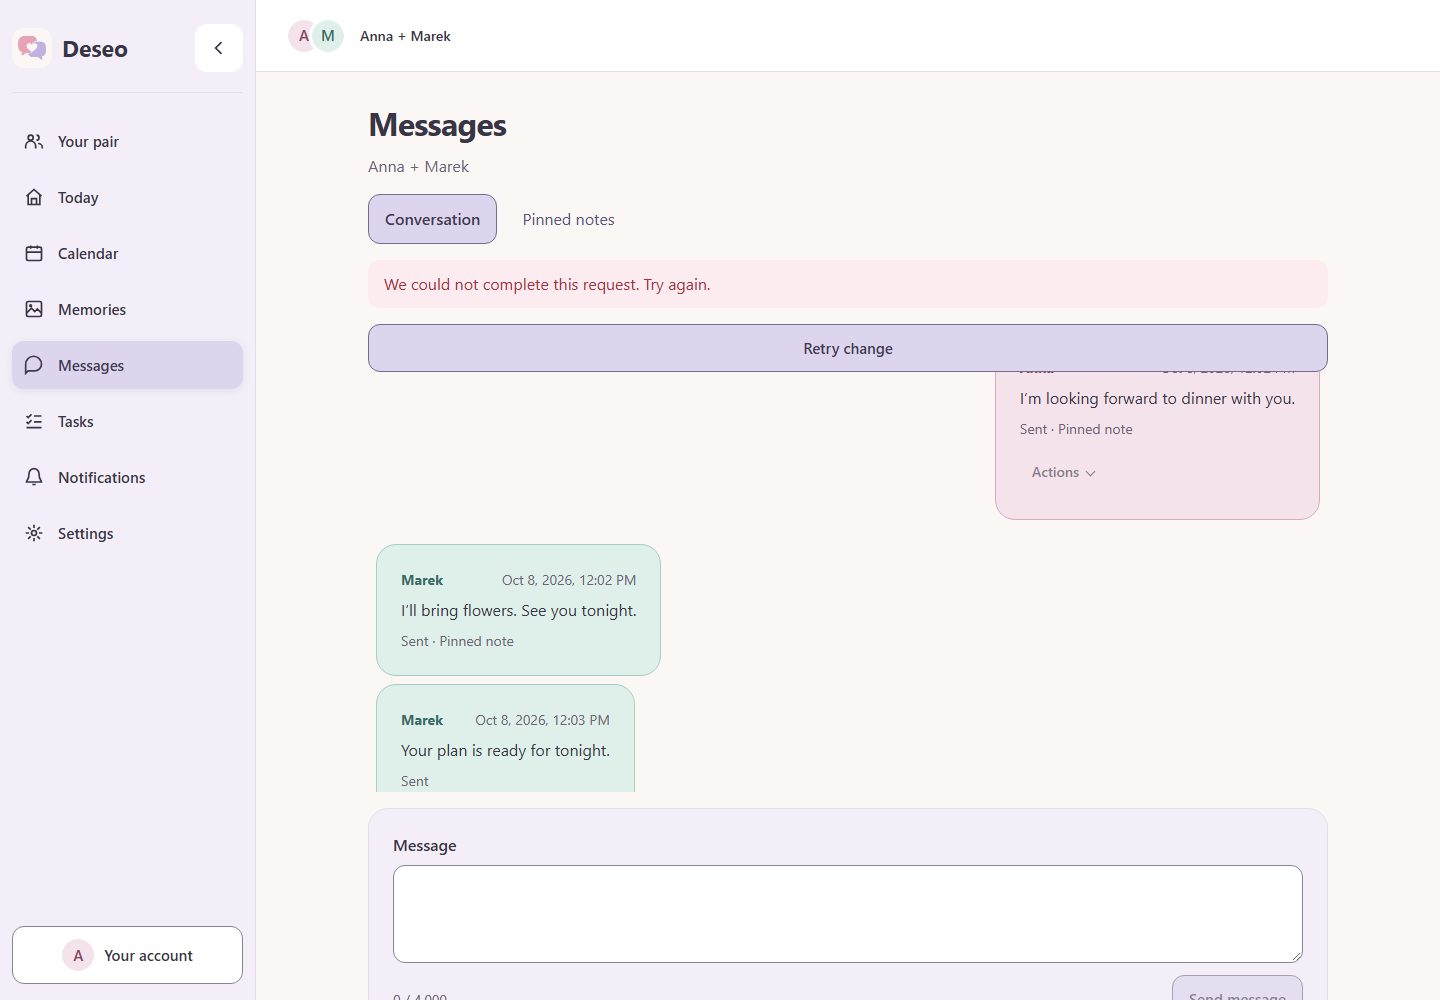 Deseo
Your pair
Today
Calendar
Memories
Messages
Tasks
Notifications
Settings
A Your account
A M Anna + Marek
Messages
Anna + Marek
Conversation Pinned notes
We could not complete this request. Try again.
Retry change
I'm looking forward to dinner with you.
Sent · Pinned note
Actions
Marek Oct 8, 2026, 12:02 PM
I'll bring flowers. See you tonight.
Sent · Pinned note
Marek Oct 8, 2026, 12:03 PM
Your plan is ready for tonight.
Sent
Message
0 / 4,000
Send message